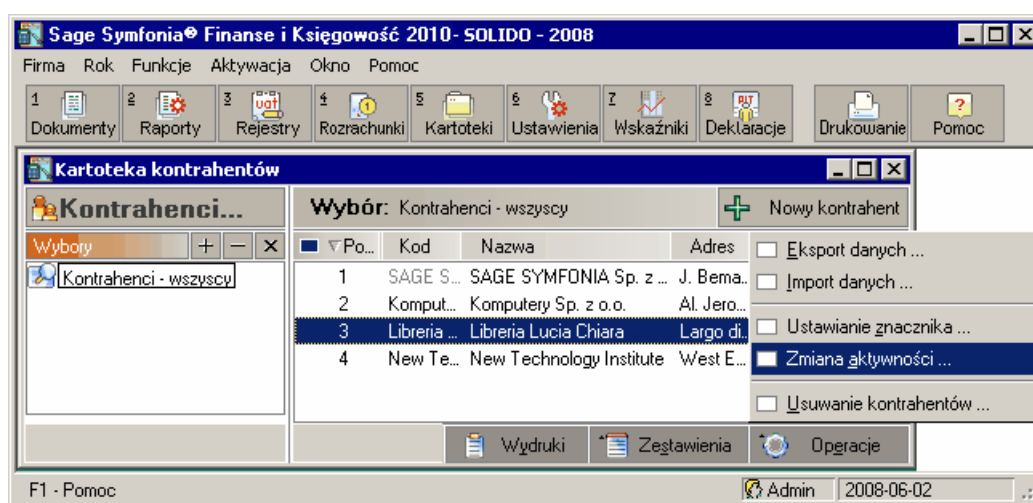 Sage Symfonia® Finanse i Księgowość 2010- SOLIDO - 2008
Firma Rok Funkcje Aktywacja Okno Pomoc
1 2 3 4 5 6 7 8
Dokumenty Raporty Rejestry Rozrachunki Kartoteki Ustawienia Wskaźniki Deklaracje Drukowanie Pomoc
Kartoteka kontrahentów
Kontrahenci... Wybór: Kontrahenci - wszyscy Nowy kontrahent
Wybory Po... Kod Nazwa Adres
Kontrahenci - wszyscy
1 SAGE S... SAGE SYMFONIA Sp. z ... J. Bema..
2 Komput... Komputery Sp. z o.o. Al. Jero...
3 Libreria ... Libreria Lucia Chiara Largo di..
4 New Te... New Technology Institute West E...
Eksport danych ...
Import danych ...
Ustawianie znacznika ...
Zmiana aktywności ...
Usuwanie kontrahentów ...
Wydruki Zestawienia Operacje
F1 - Pomoc Admin 2008-06-02